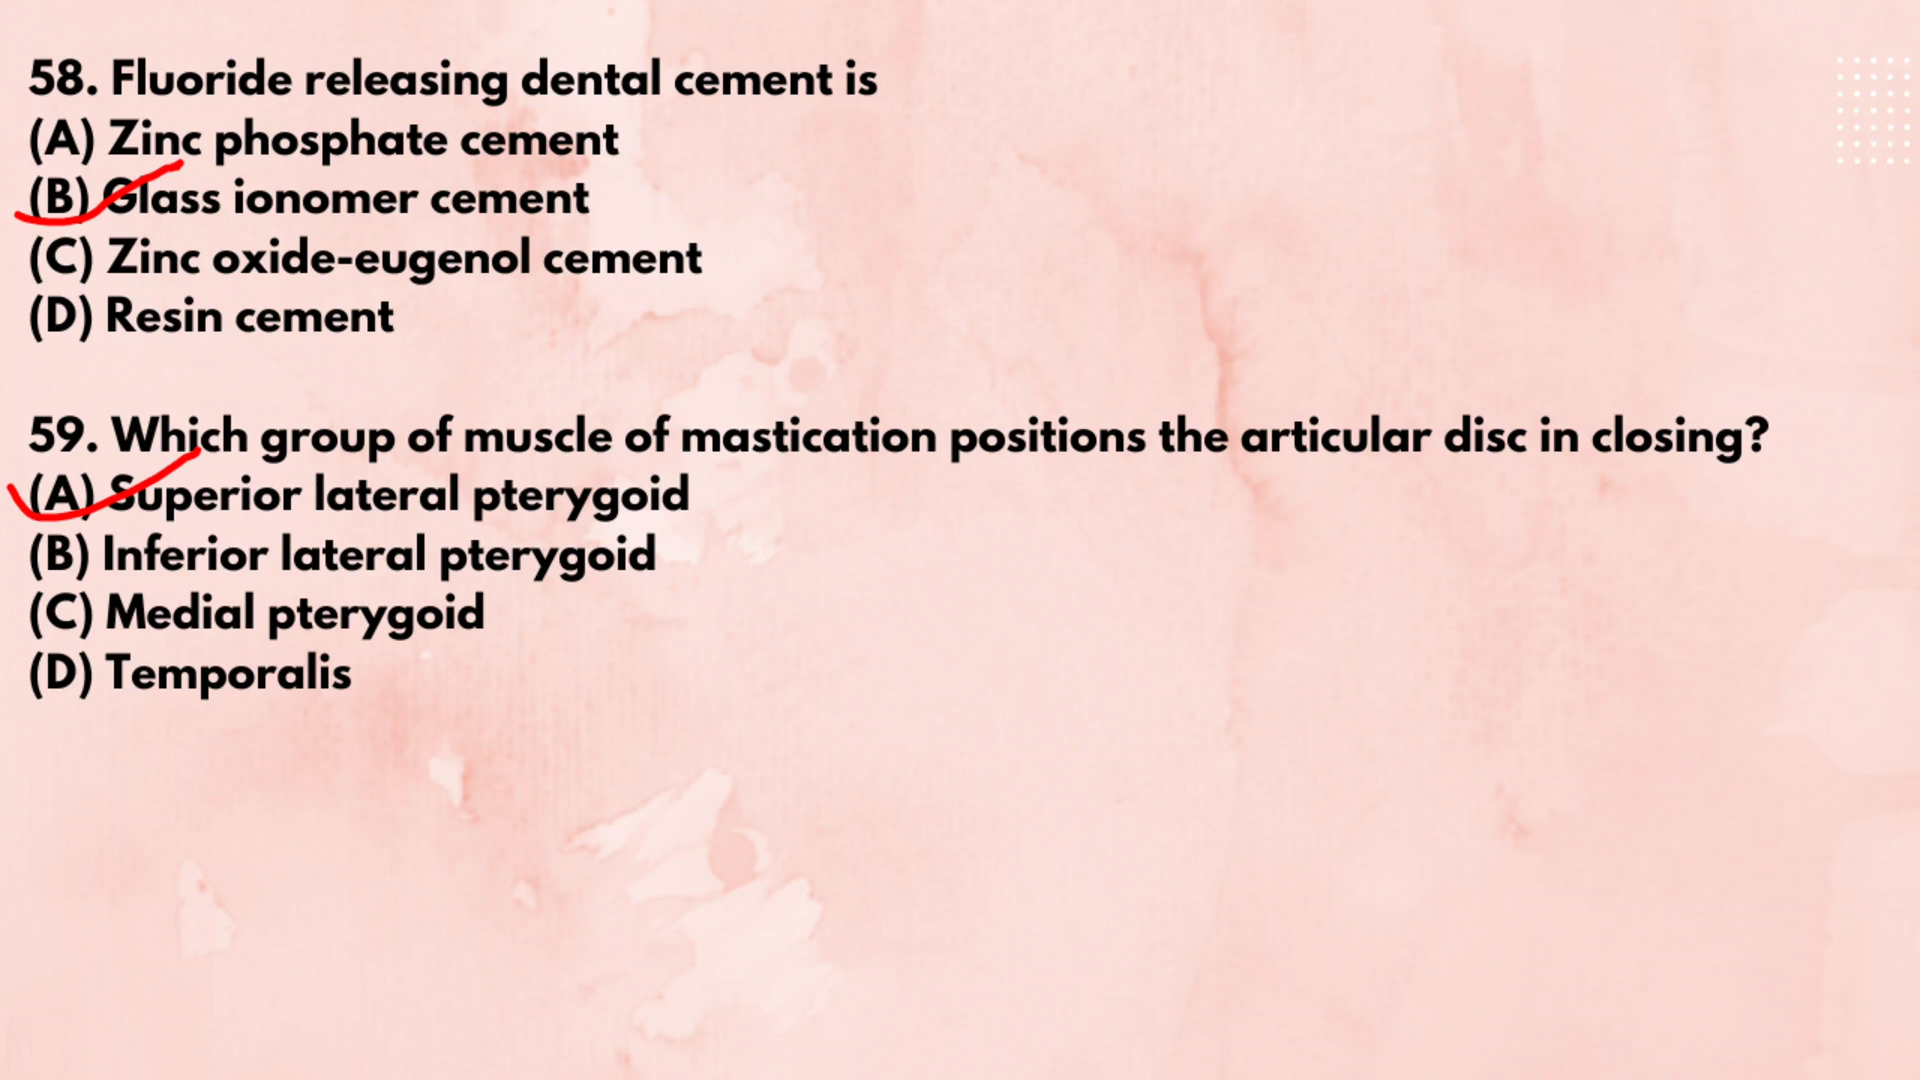 58. Fluoride releasing dental cement is
(A) Zinc phosphate cement
(B) Glass ionomer cement
(C) Zinc oxide-eugenol cement
(D) Resin cement
59. Which group of muscle of mastication positions the articular disc in closing?
(A) Superior lateral pterygoid
(B) Inferior lateral pterygoid
(C) Medial pterygoid
(D) Temporalis